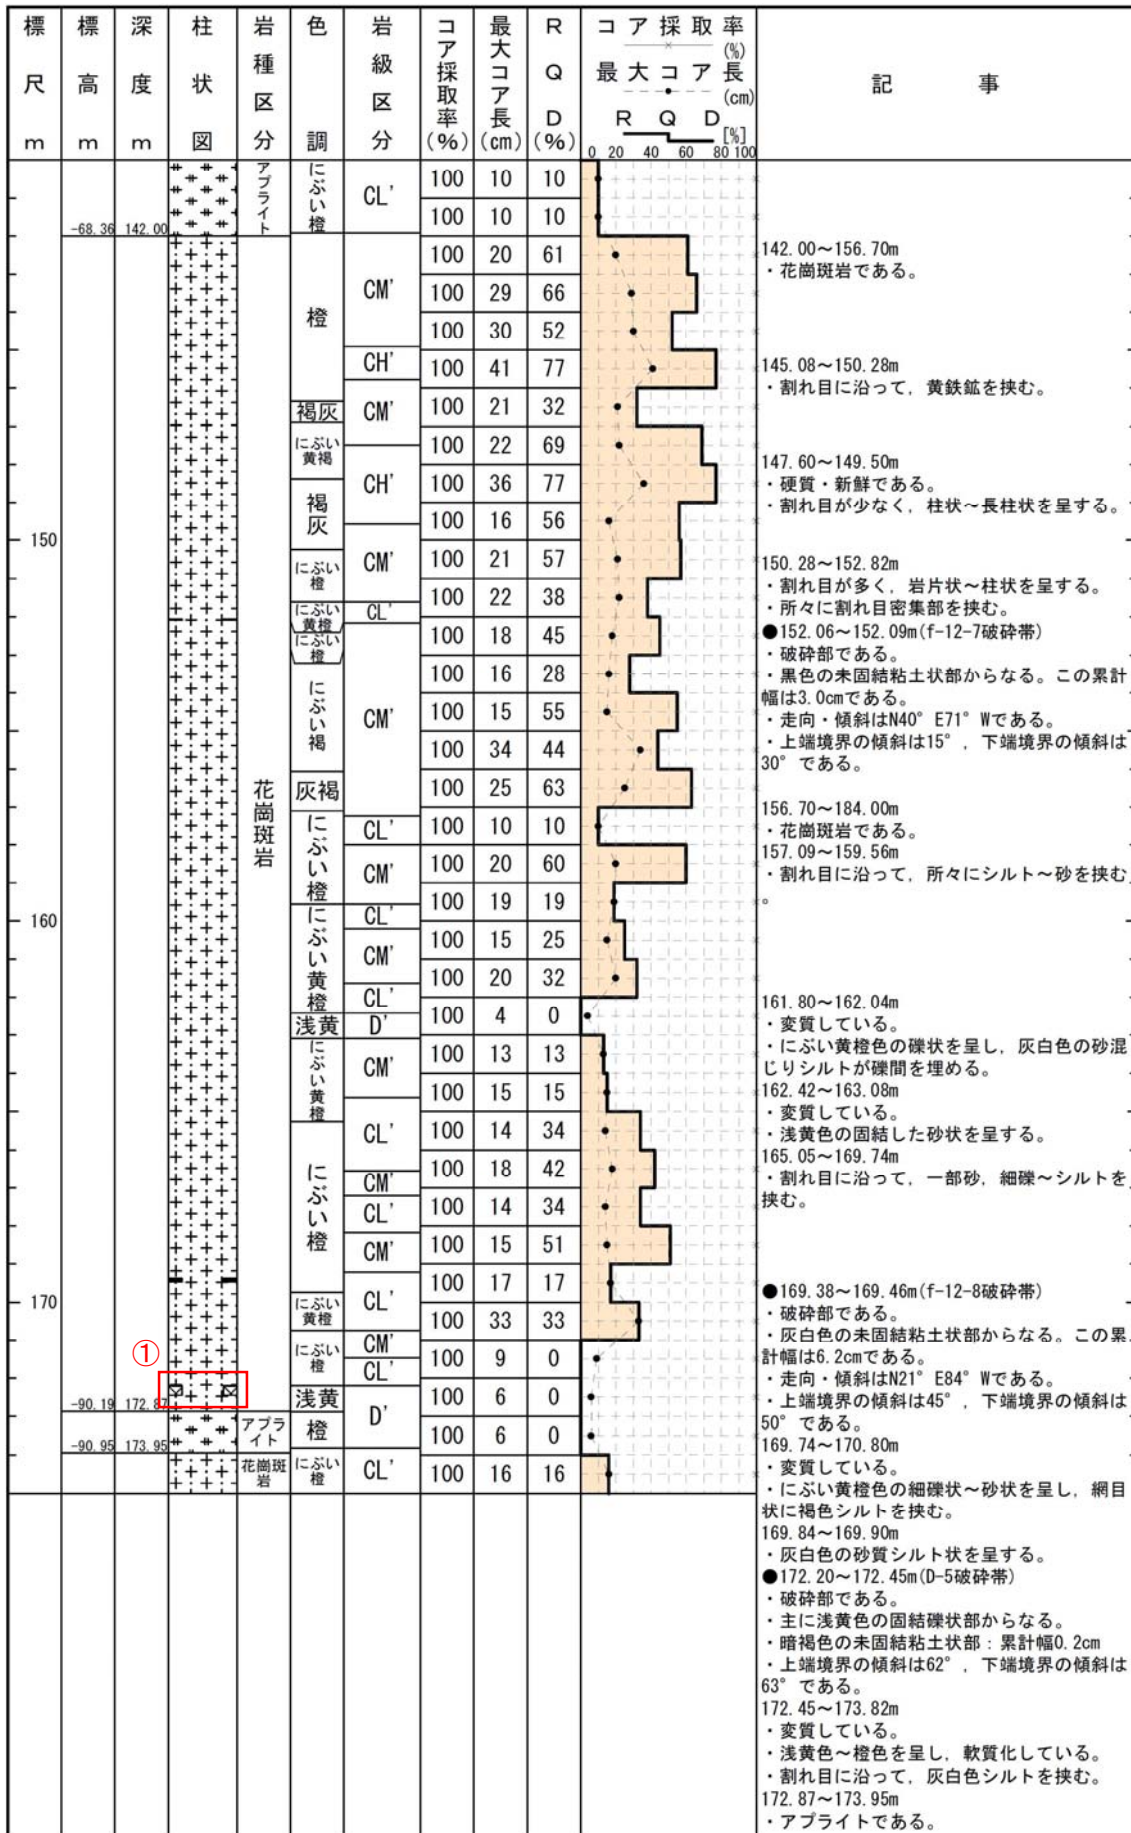 標尺m
標高m
深度m
柱状図
岩種区分
色調
岩級区分
コア採取率(%)
最大コア長(cm)
RQD(%)
コア採取率
(%)
最大コア長
(cm)
RQD
[%]
0 20 40 60 80 100
記事
アプライト
にぶい橙
CL'
100 10 10
100 10 10
-68.36 142.00
橙
CM'
100 20 61
100 29 66
100 30 52
CH'
100 41 77
褐灰
CM'
100 21 32
にぶい黄褐
100 22 69
CH'
100 36 77
褐灰
100 16 56
150
にぶい橙
CM'
100 21 57
100 22 38
にぶい黄橙
CL'
にぶい橙
100 18 45
100 16 28
にぶい褐
CM'
100 15 55
100 34 44
灰褐
100 25 63
花崗斑岩
にぶい橙
CL'
100 10 10
CM'
100 20 60
100 19 19
CL'
160
にぶい黄橙
CM'
100 15 25
100 20 32
CL'
浅黄
D'
100 4 0
にぶい黄橙
CM'
100 13 13
100 15 15
CL'
100 14 34
にぶい橙
100 18 42
CM'
CL'
100 14 34
CM'
100 15 51
100 17 17
170
にぶい黄橙
CL'
100 33 33
にぶい橙
CM'
100 9 0
CL'
①
浅黄
D'
100 6 0
-90.19 172.87
アプライト
橙
100 6 0
-90.95 173.95
花崗斑岩
にぶい橙
CL'
100 16 16
142.00～156.70m
・花崗斑岩である。
145.08～150.28m
・割れ目に沿って，黄鉄鉱を挟む。
147.60～149.50m
・硬質・新鮮である。
・割れ目が少なく，柱状～長柱状を呈する。
150.28～152.82m
・割れ目が多く，岩片状～柱状を呈する。
・所々に割れ目密集部を挟む。
●152.06～152.09m(f-12-7破砕帯)
・破砕部である。
・黒色の未固結粘土状部からなる。この累計
幅は3.0cmである。
・走向・傾斜はN40°E71°Wである。
・上端境界の傾斜は15°，下端境界の傾斜は
30°である。
156.70～184.00m
・花崗斑岩である。
157.09～159.56m
・割れ目に沿って，所々にシルト～砂を挟む
。
161.80～162.04m
・変質している。
・にぶい黄橙色の礫状を呈し，灰白色の砂混
じりシルトが礫間を埋める。
162.42～163.08m
・変質している。
・浅黄色の固結した砂状を呈する。
165.05～169.74m
・割れ目に沿って，一部砂，細礫～シルトを
挟む。
●169.38～169.46m(f-12-8破砕帯)
・破砕部である。
・灰白色の未固結粘土状部からなる。この累
計幅は6.2cmである。
・走向・傾斜はN21°E84°Wである。
・上端境界の傾斜は45°，下端境界の傾斜は
50°である。
169.74～170.80m
・変質している。
・にぶい黄橙色の細礫状～砂状を呈し，網目
状に褐色シルトを挟む。
169.84～169.90m
・灰白色の砂質シルト状を呈する。
●172.20～172.45m(D-5破砕帯)
・破砕部である。
・主に浅黄色の固結礫状部からなる。
・暗褐色の未固結粘土状部：累計幅0.2cm
・上端境界の傾斜は62°，下端境界の傾斜は
63°である。
172.45～173.82m
・変質している。
・浅黄色～橙色を呈し，軟質化している。
・割れ目に沿って，灰白色シルトを挟む。
172.87～173.95m
・アプライトである。